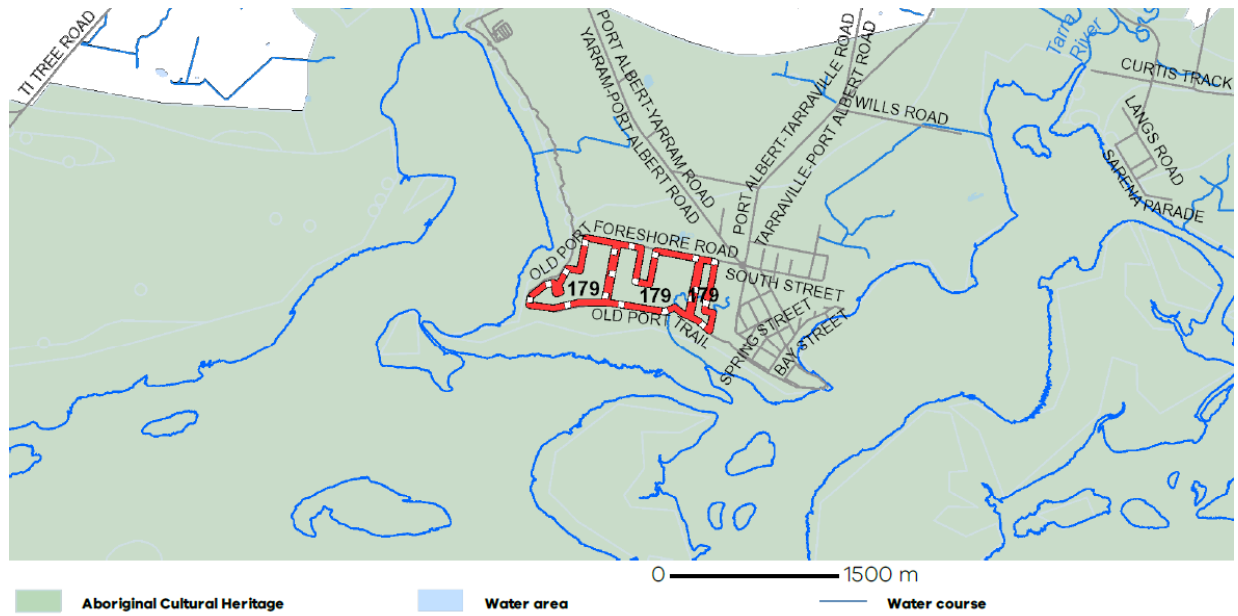 TI TREE ROAD
PORT ALBERT-YARRAM ROAD
YARRAM-PORT ALBERT ROAD
PORT ALBERT-TARRAVILLE ROAD
TARRAVILLE-PORT ALBERT ROAD
Tarra
River
CURTIS TRACK
WILLS ROAD
LANGS ROAD
SARENA PARADE
OLD PORT
FORESHORE ROAD
SOUTH STREET
179
179
179
OLD PORT TRAIL
SPRING STREET
BAY STREET
0 1500 m
Aboriginal Cultural Heritage
Water area
Water course